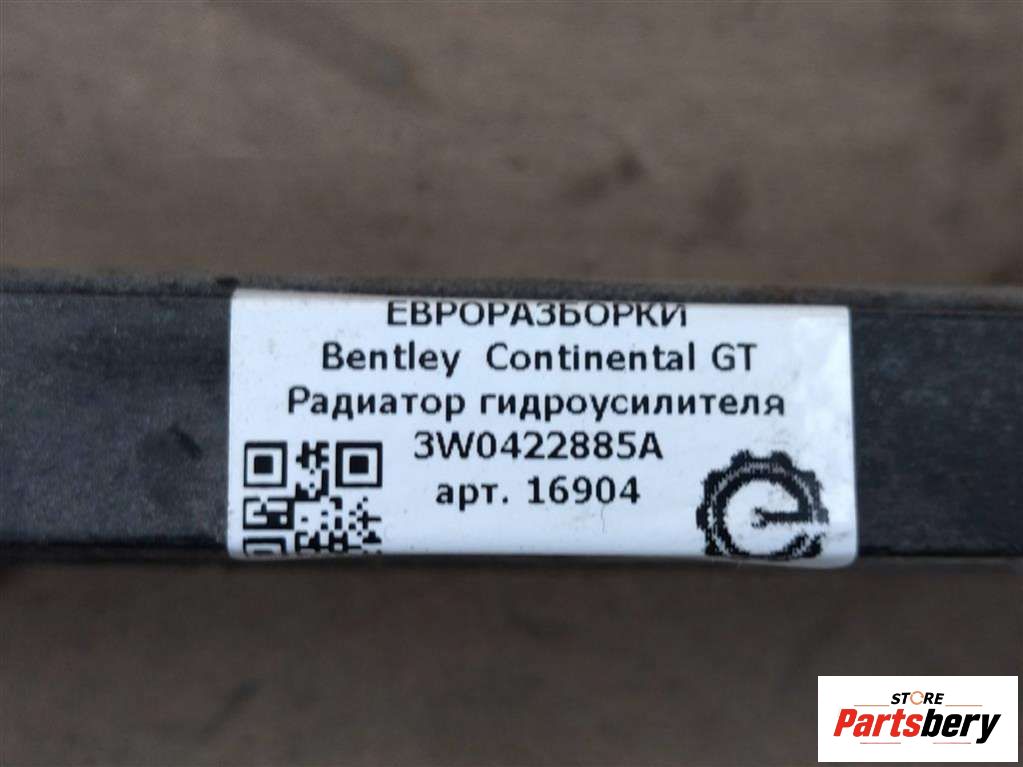 ЕВРОРАЗБОРКИ
Bentley Continental GT
Радиатор гидроусилителя
3W0422885A
арт. 16904
STORE
Partsbery